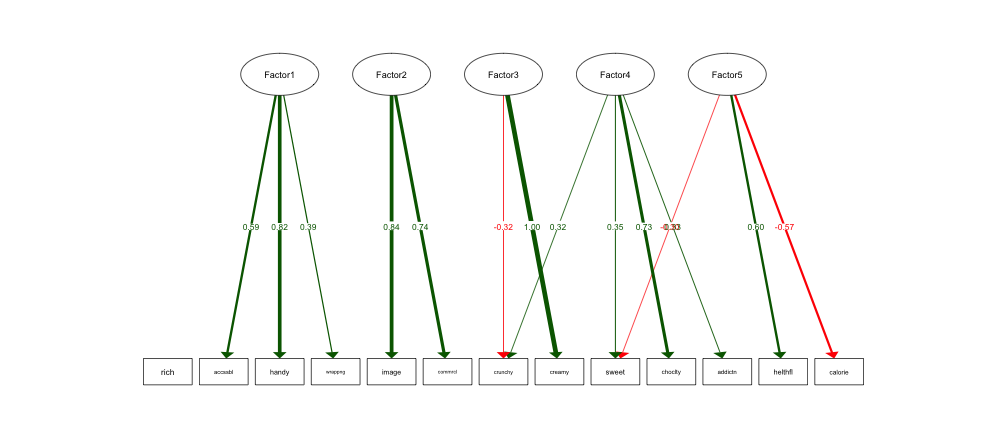 Factor1 Factor2 Factor3 Factor4 Factor5
0.59 0.82 0.39 0.84 0.74 -0.32 1.00 0.32 0.35 0.73 0.60 -0.57
rich accssbl handy wrappng image commrcl crunchy creamy sweet choclty addictn helthfl calorie